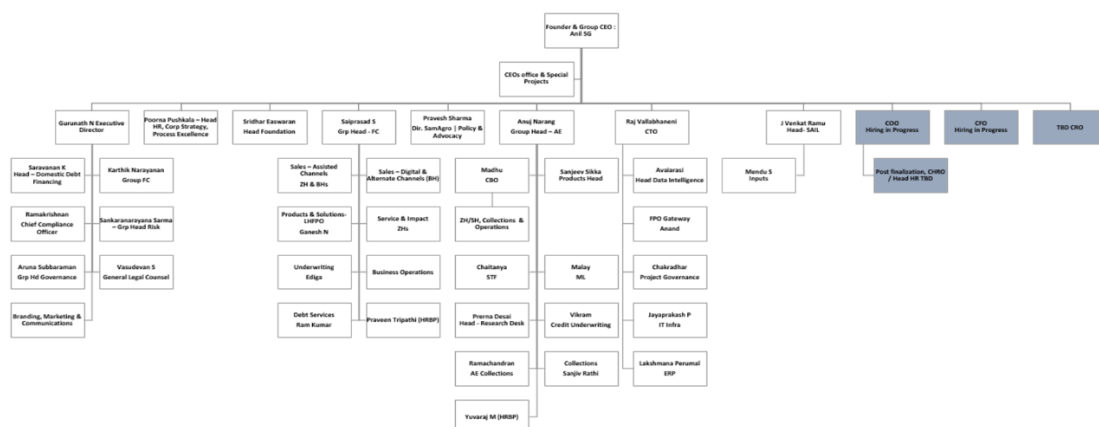 Founder & Group CEO :
Anil SG
CEOs office & Special
Projects
Gurunath N Executive
Director
Poorna Pushkala – Head
HR, Corp Strategy,
Process Excellence
Sridhar Easwaran
Head Foundation
Saiprasad S
Grp Head - FC
Pravesh Sharma
Dir. SamAgro | Policy &
Advocacy
Anuj Narang
Group Head – AE
Raj Vallabhaneni
CTO
J Venkat Ramu
Head- SAIL
COO
Hiring in Progress
CFO
Hiring in Progress
TBD CRO
Saravanan K
Head – Domestic Debt
Financing
Karthik Narayanan
Group FC
Sales – Assisted
Channels
ZH & BHs
Sales – Digital &
Alternate Channels (BH)
Madhu
CBO
Sanjeev Sikka
Products Head
Avalarasi
Head Data Intelligence
Mendu S
Inputs
Post finalization, CHRO
/ Head HR TBD
Ramakrishnan
Chief Compliance
Officer
Sankaranarayana Sarma
– Grp Head Risk
Products & Solutions-
LHFPO
Ganesh N
Service & Impact
ZHs
ZH/SH, Collections &
Operations
FPO Gateway
Anand
Aruna Subbaraman
Grp Hd Governance
Vasudevan S
General Legal Counsel
Underwriting
Ediga
Business Operations
Chaitanya
STF
Malay
ML
Chakradhar
Project Governance
Branding, Marketing &
Communications
Debt Services
Ram Kumar
Praveen Tripathi (HRBP)
Prerna Desai
Head - Research Desk
Vikram
Credit Underwriting
Jayaprakash P
IT Infra
Ramachandran
AE Collections
Collections
Sanjiv Rathi
Lakshmana Perumal
ERP
Yuvaraj M (HRBP)